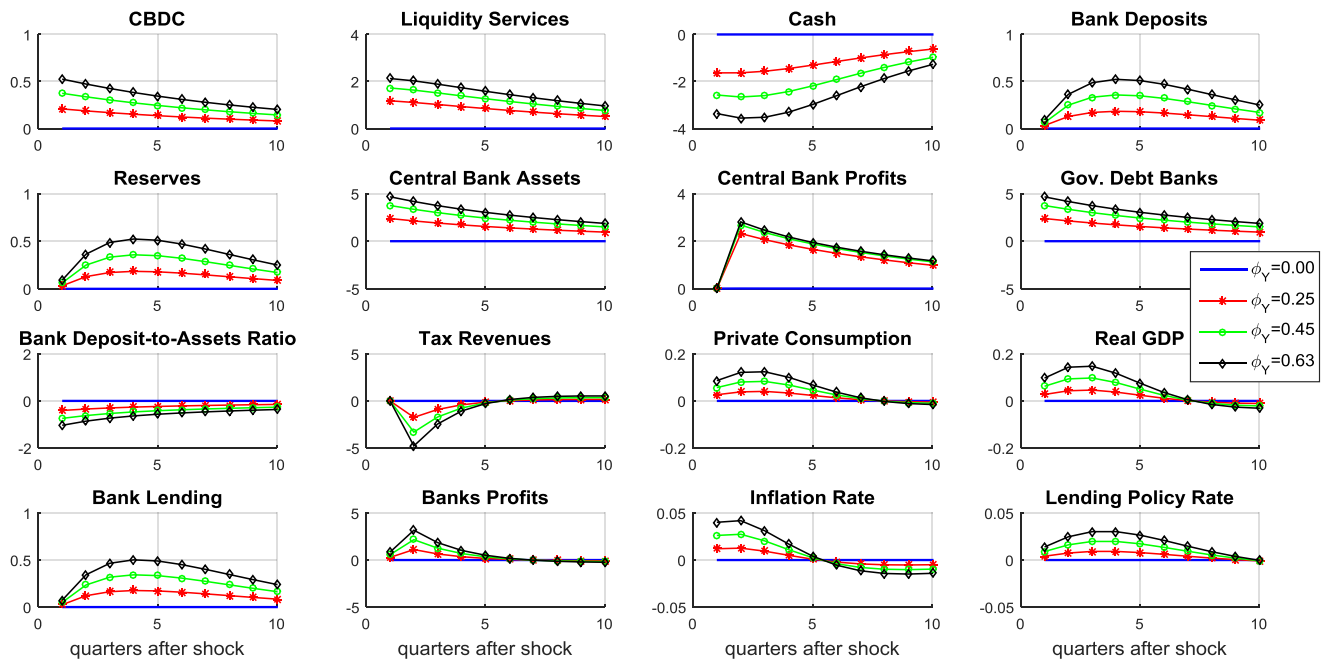 CBDC
1
0.5
0
0 5 10
Liquidity Services
4
2
0
0 5 10
Cash
0
-2
-4
0 5 10
Bank Deposits
1
0.5
0
0 5 10
Reserves
1
0.5
0
0 5 10
Central Bank Assets
5
0
-5
0 5 10
Central Bank Profits
4
2
0
0 5 10
Gov. Debt Banks
5
0
-5
0 5 10
ϕY=0.00
ϕY=0.25
ϕY=0.45
ϕY=0.63
Bank Deposit-to-Assets Ratio
2
0
-2
0 5 10
Tax Revenues
5
0
-5
0 5 10
Private Consumption
0.2
0
-0.2
0 5 10
Real GDP
0.2
0
-0.2
0 5 10
Bank Lending
1
0.5
0
0 5 10
quarters after shock
Banks Profits
5
0
-5
0 5 10
quarters after shock
Inflation Rate
0.05
0
-0.05
0 5 10
quarters after shock
Lending Policy Rate
0.05
0
-0.05
0 5 10
quarters after shock